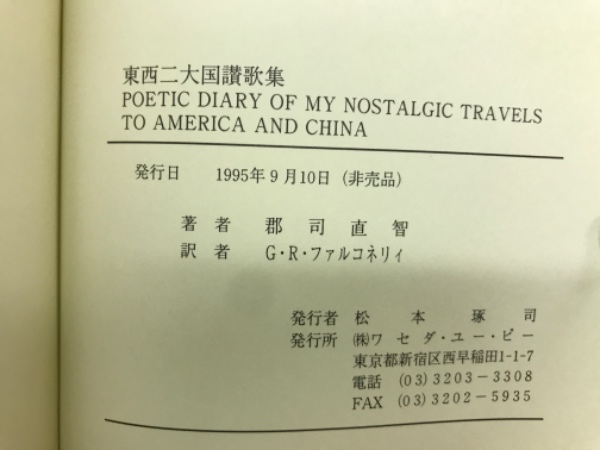 東西二大国讃歌集
POETIC DIARY OF MY NOSTALGIC TRAVELS
TO AMERICA AND CHINA
発行日 1995年9月10日（非売品）
著者 郡司直智
訳者 G・R・ファルコネリィ
発行者 松本琢司
発行所 ㈱ワセダ・ユー・ピー
東京都新宿区西早稲田1-1-7
電話 (03)3203－3308
FAX (03)3202－5935